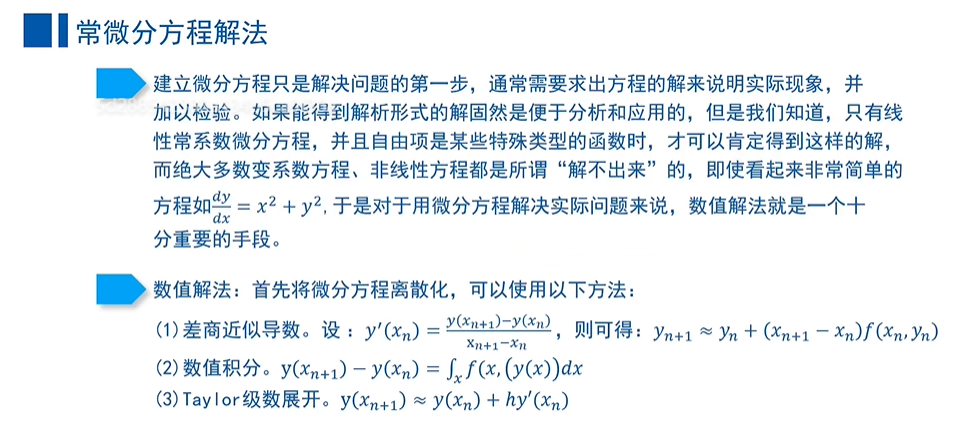 常微分方程解法
建立微分方程只是解决问题的第一步，通常需要求出方程的解来说明实际现象，并
加以检验。如果能得到解析形式的解固然是便于分析和应用的，但是我们知道，只有线
性常系数微分方程，并且自由项是某些特殊类型的函数时，才可以肯定得到这样的解，
而绝大多数变系数方程、非线性方程都是所谓“解不出来”的，即使看起来非常简单的
方程如\frac{dy}{dx} = x^2 + y^2，于是对于用微分方程解决实际问题来说，数值解法就是一个十
分重要的手段。
数值解法：首先将微分方程离散化，可以使用以下方法：
(1)差商近似导数。设：y'(x_n) = \frac{y(x_{n+1})-y(x_n)}{x_{n+1}-x_n}，则可得：y_{n+1} ≈ y_n + (x_{n+1} − x_n)f(x_n, y_n)
(2)数值积分。y(x_{n+1}) − y(x_n) = ∫_x f(x, (y(x))dx
(3)Taylor级数展开。y(x_{n+1}) ≈ y(x_n) + hy'(x_n)